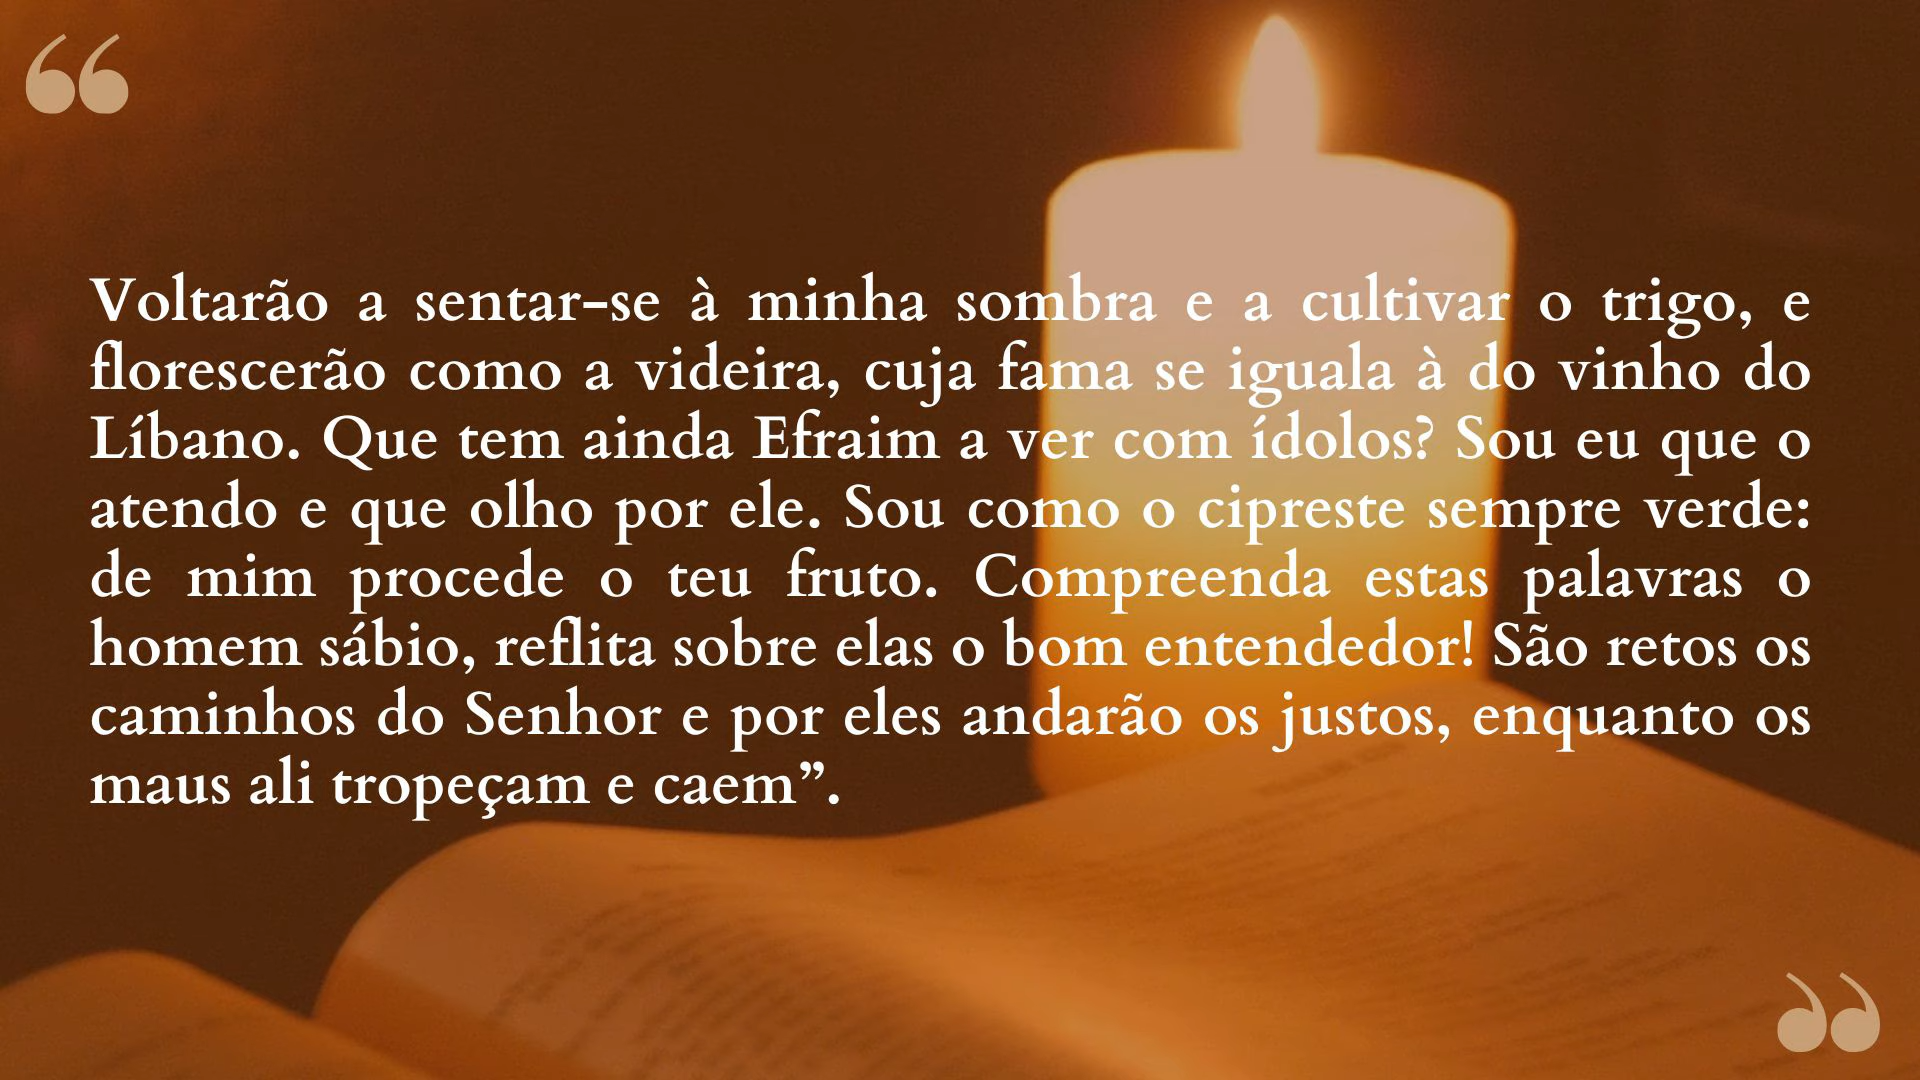 “
Voltarão a sentar-se à minha sombra e a cultivar o trigo, e
florescerão como a videira, cuja fama se iguala à do vinho do
Líbano. Que tem ainda Efraim a ver com ídolos? Sou eu que o
atendo e que olho por ele. Sou como o cipreste sempre verde:
de mim procede o teu fruto. Compreenda estas palavras o
homem sábio, reflita sobre elas o bom entendedor! São retos os
caminhos do Senhor e por eles andarão os justos, enquanto os
maus ali tropeçam e caem”.
”